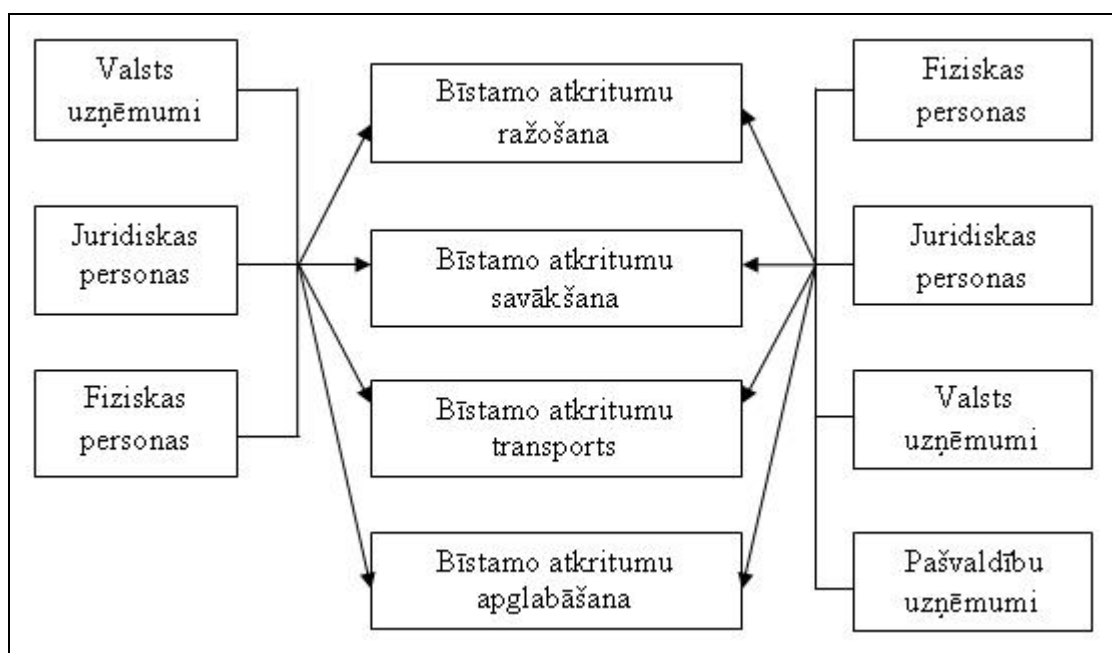 Valsts
uzņēmumi
Juridiskas
personas
Fiziskas
personas
Bīstamo atkritumu
ražošana
Bīstamo atkritumu
savākšana
Bīstamo atkritumu
transports
Bīstamo atkritumu
apglabāšana
Fiziskas
personas
Juridiskas
personas
Valsts
uzņēmumi
Pašvaldību
uzņēmumi